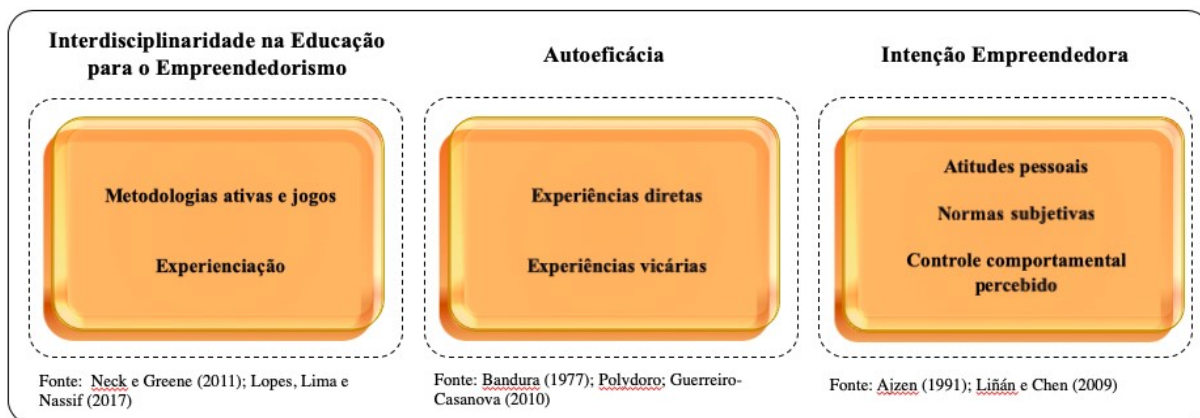 Interdisciplinaridade na Educação
para o Empreendedorismo
Metodologias ativas e jogos
Experienciação
Fonte: Neck e Greene (2011); Lopes, Lima e
Nassif (2017)
Autoeficácia
Experiências diretas
Experiências vicárias
Fonte: Bandura (1977); Polydoro; Guerreiro-
Casanova (2010)
Intenção Empreendedora
Atitudes pessoais
Normas subjetivas
Controle comportamental
percebido
Fonte: Ajzen (1991); Liñán e Chen (2009)